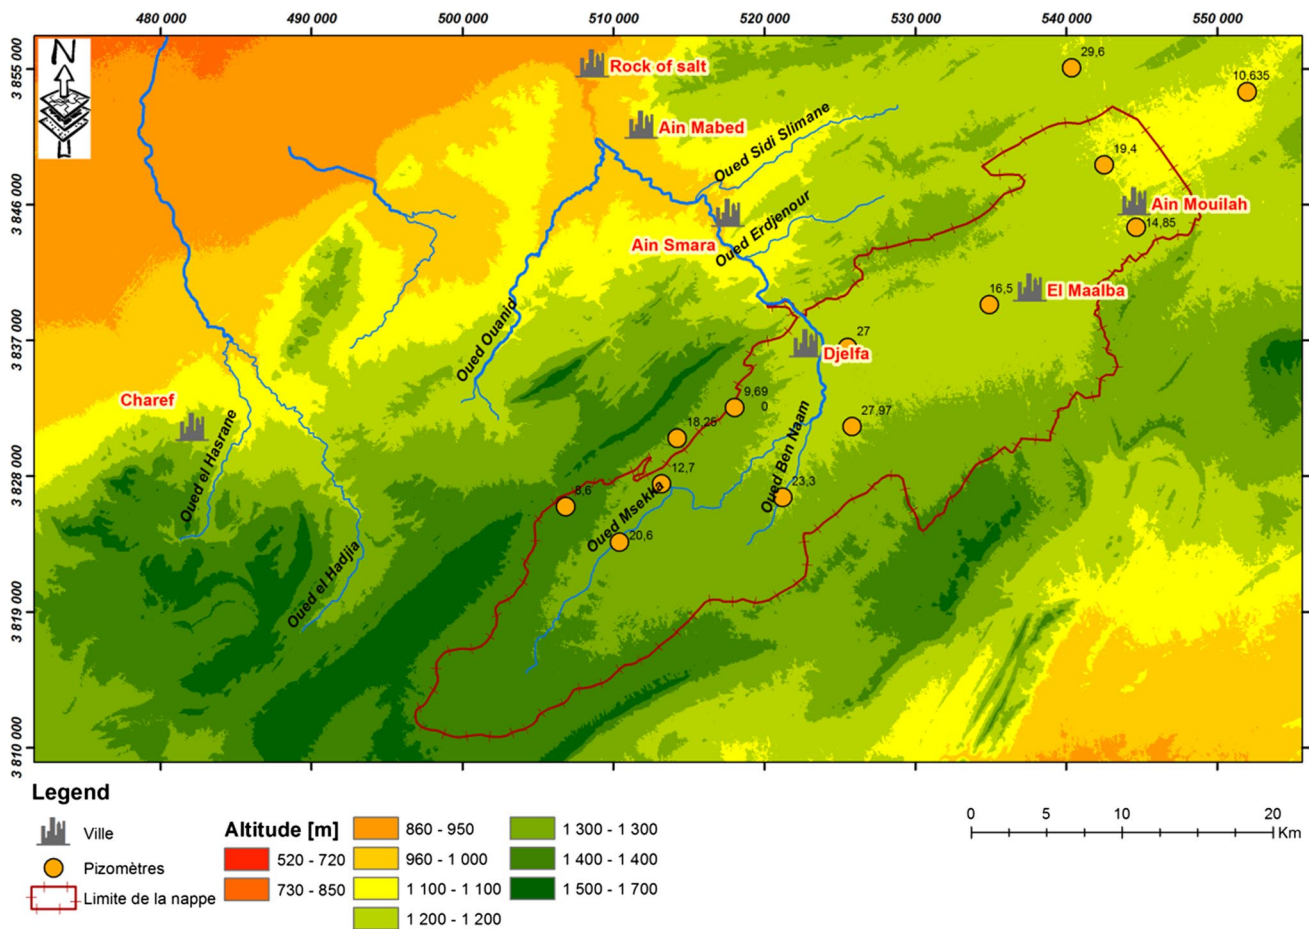 480 000 490 000 500 000 510 000 520 000 530 000 540 000 550 000
3 855 000
3 846 000
3 837 000
3 828 000
3 819 000
3 810 000
N
Rock of salt
29,6
10,635
Ain Mabed
Oued Sidi Slimane
19,4
Ain Mouilah
14,85
Ain Smara
Oued Erdjenour
16,5
El Maalba
Oued Ouanid
27
Djelfa
Charef
9,69
0
18,25
27,97
Oued el Hasrane
12,7
Oued Ben Naam
8,6
23,3
Oued Msekka
20,6
Oued el Hadjia
Legend
Ville
Pizomètres
Limite de la nappe
Altitude [m]
520 - 720
730 - 850
860 - 950
960 - 1 000
1 100 - 1 100
1 200 - 1 200
1 300 - 1 300
1 400 - 1 400
1 500 - 1 700
0 5 10 20
Km